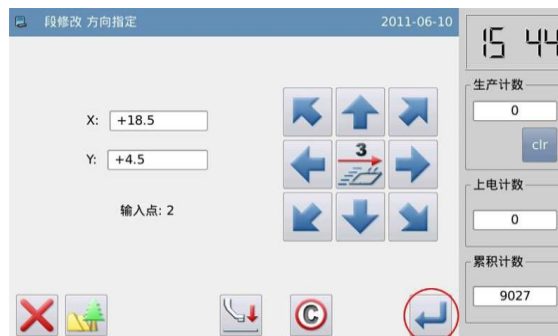 段修改 方向指定 2011-06-10
15 44
X: +18.5
Y: +4.5
输入点: 2
3
C
生产计数
0
clr
上电计数
0
累积计数
9027